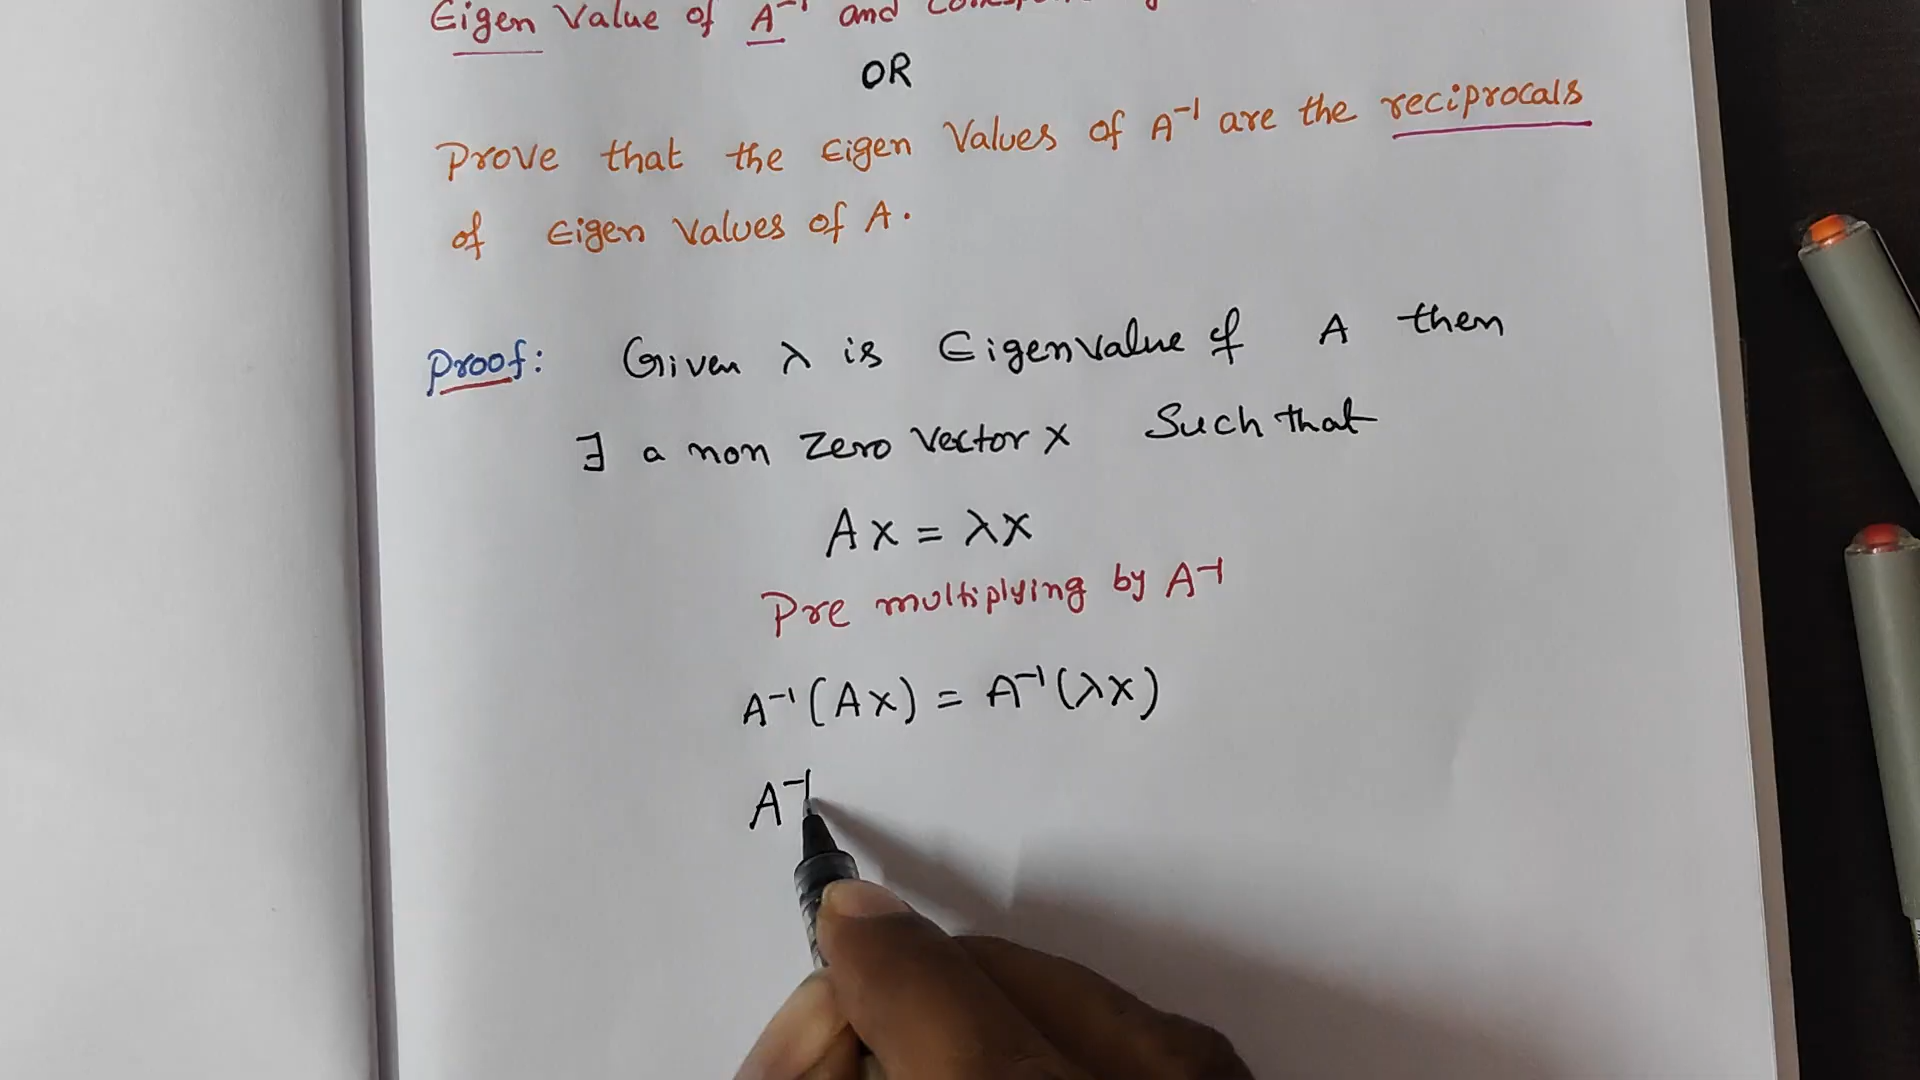 Eigen Value of A⁻¹ and
OR
Prove that the Eigen Values of A⁻¹ are the reciprocals
of Eigen Values of A.
Proof: Given λ is Eigenvalue of A then
∃ a non Zero Vector X Such that
AX = λX
Pre multiplying by A⁻¹
A⁻¹(AX) = A⁻¹(λX)
A⁻¹